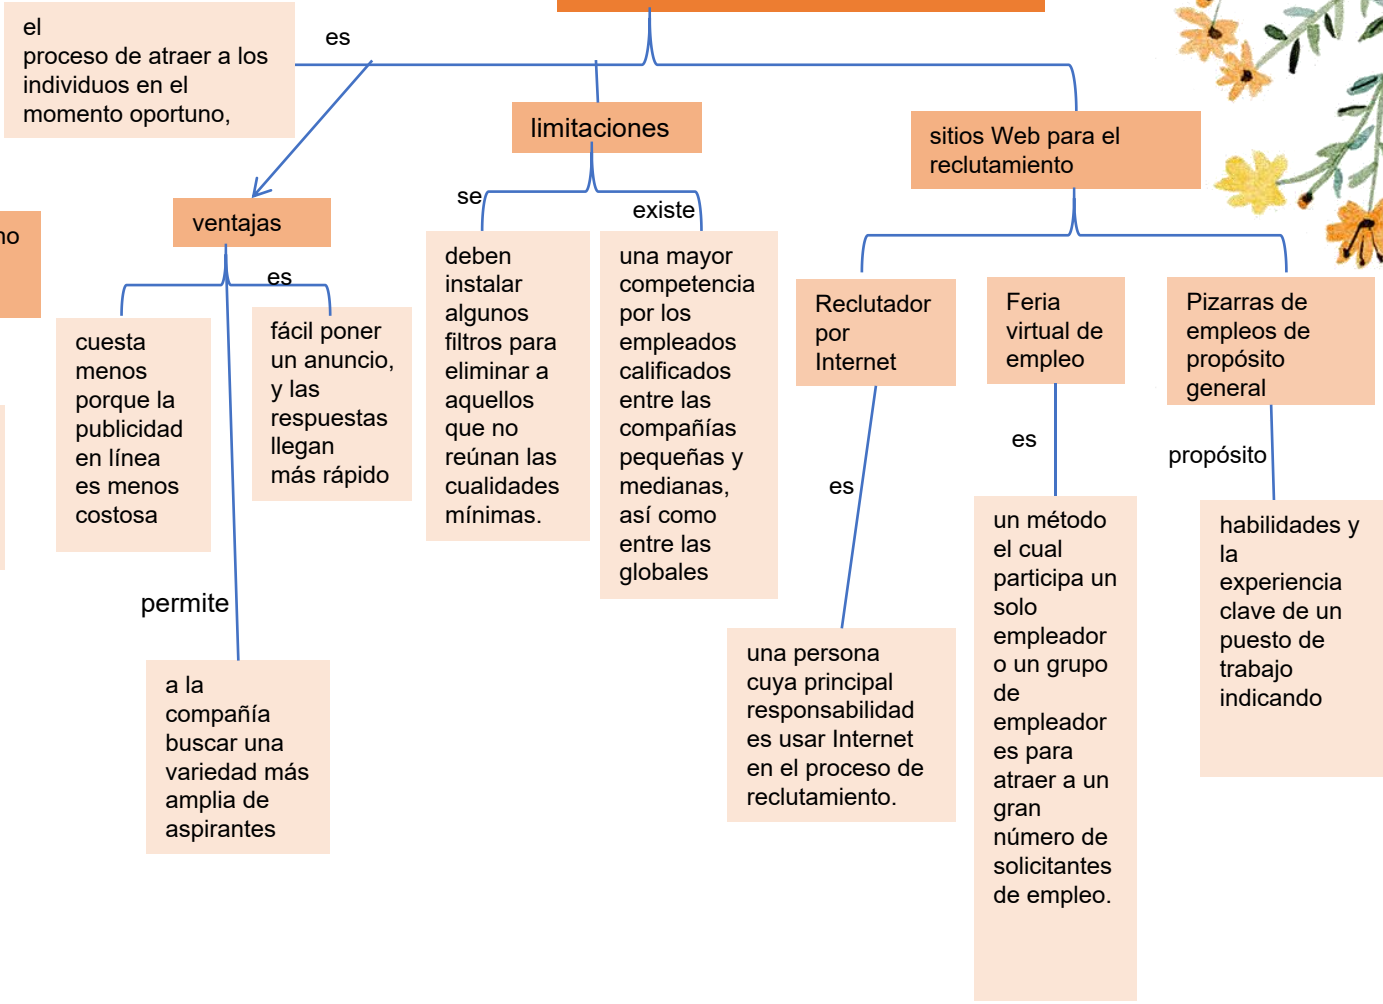 el
proceso de atraer a los
individuos en el
momento oportuno,
es
limitaciones
sitios Web para el
reclutamiento
ventajas
se
existe
es
deben
instalar
algunos
filtros para
eliminar a
aquellos
que no
reúnan las
cualidades
mínimas.
una mayor
competencia
por los
empleados
calificados
entre las
compañías
pequeñas y
medianas,
así como
entre las
globales
Reclutador
por
Internet
Feria
virtual de
empleo
Pizarras de
empleos de
propósito
general
cuesta
menos
porque la
publicidad
en línea
es menos
costosa
fácil poner
un anuncio,
y las
respuestas
llegan
más rápido
es
es
propósito
permite
a la
compañía
buscar una
variedad más
amplia de
aspirantes
una persona
cuya principal
responsabilidad
es usar Internet
en el proceso de
reclutamiento.
un método
el cual
participa un
solo
empleador
o un grupo
de
empleador
es para
atraer a un
gran
número de
solicitantes
de empleo.
habilidades y
la
experiencia
clave de un
puesto de
trabajo
indicando